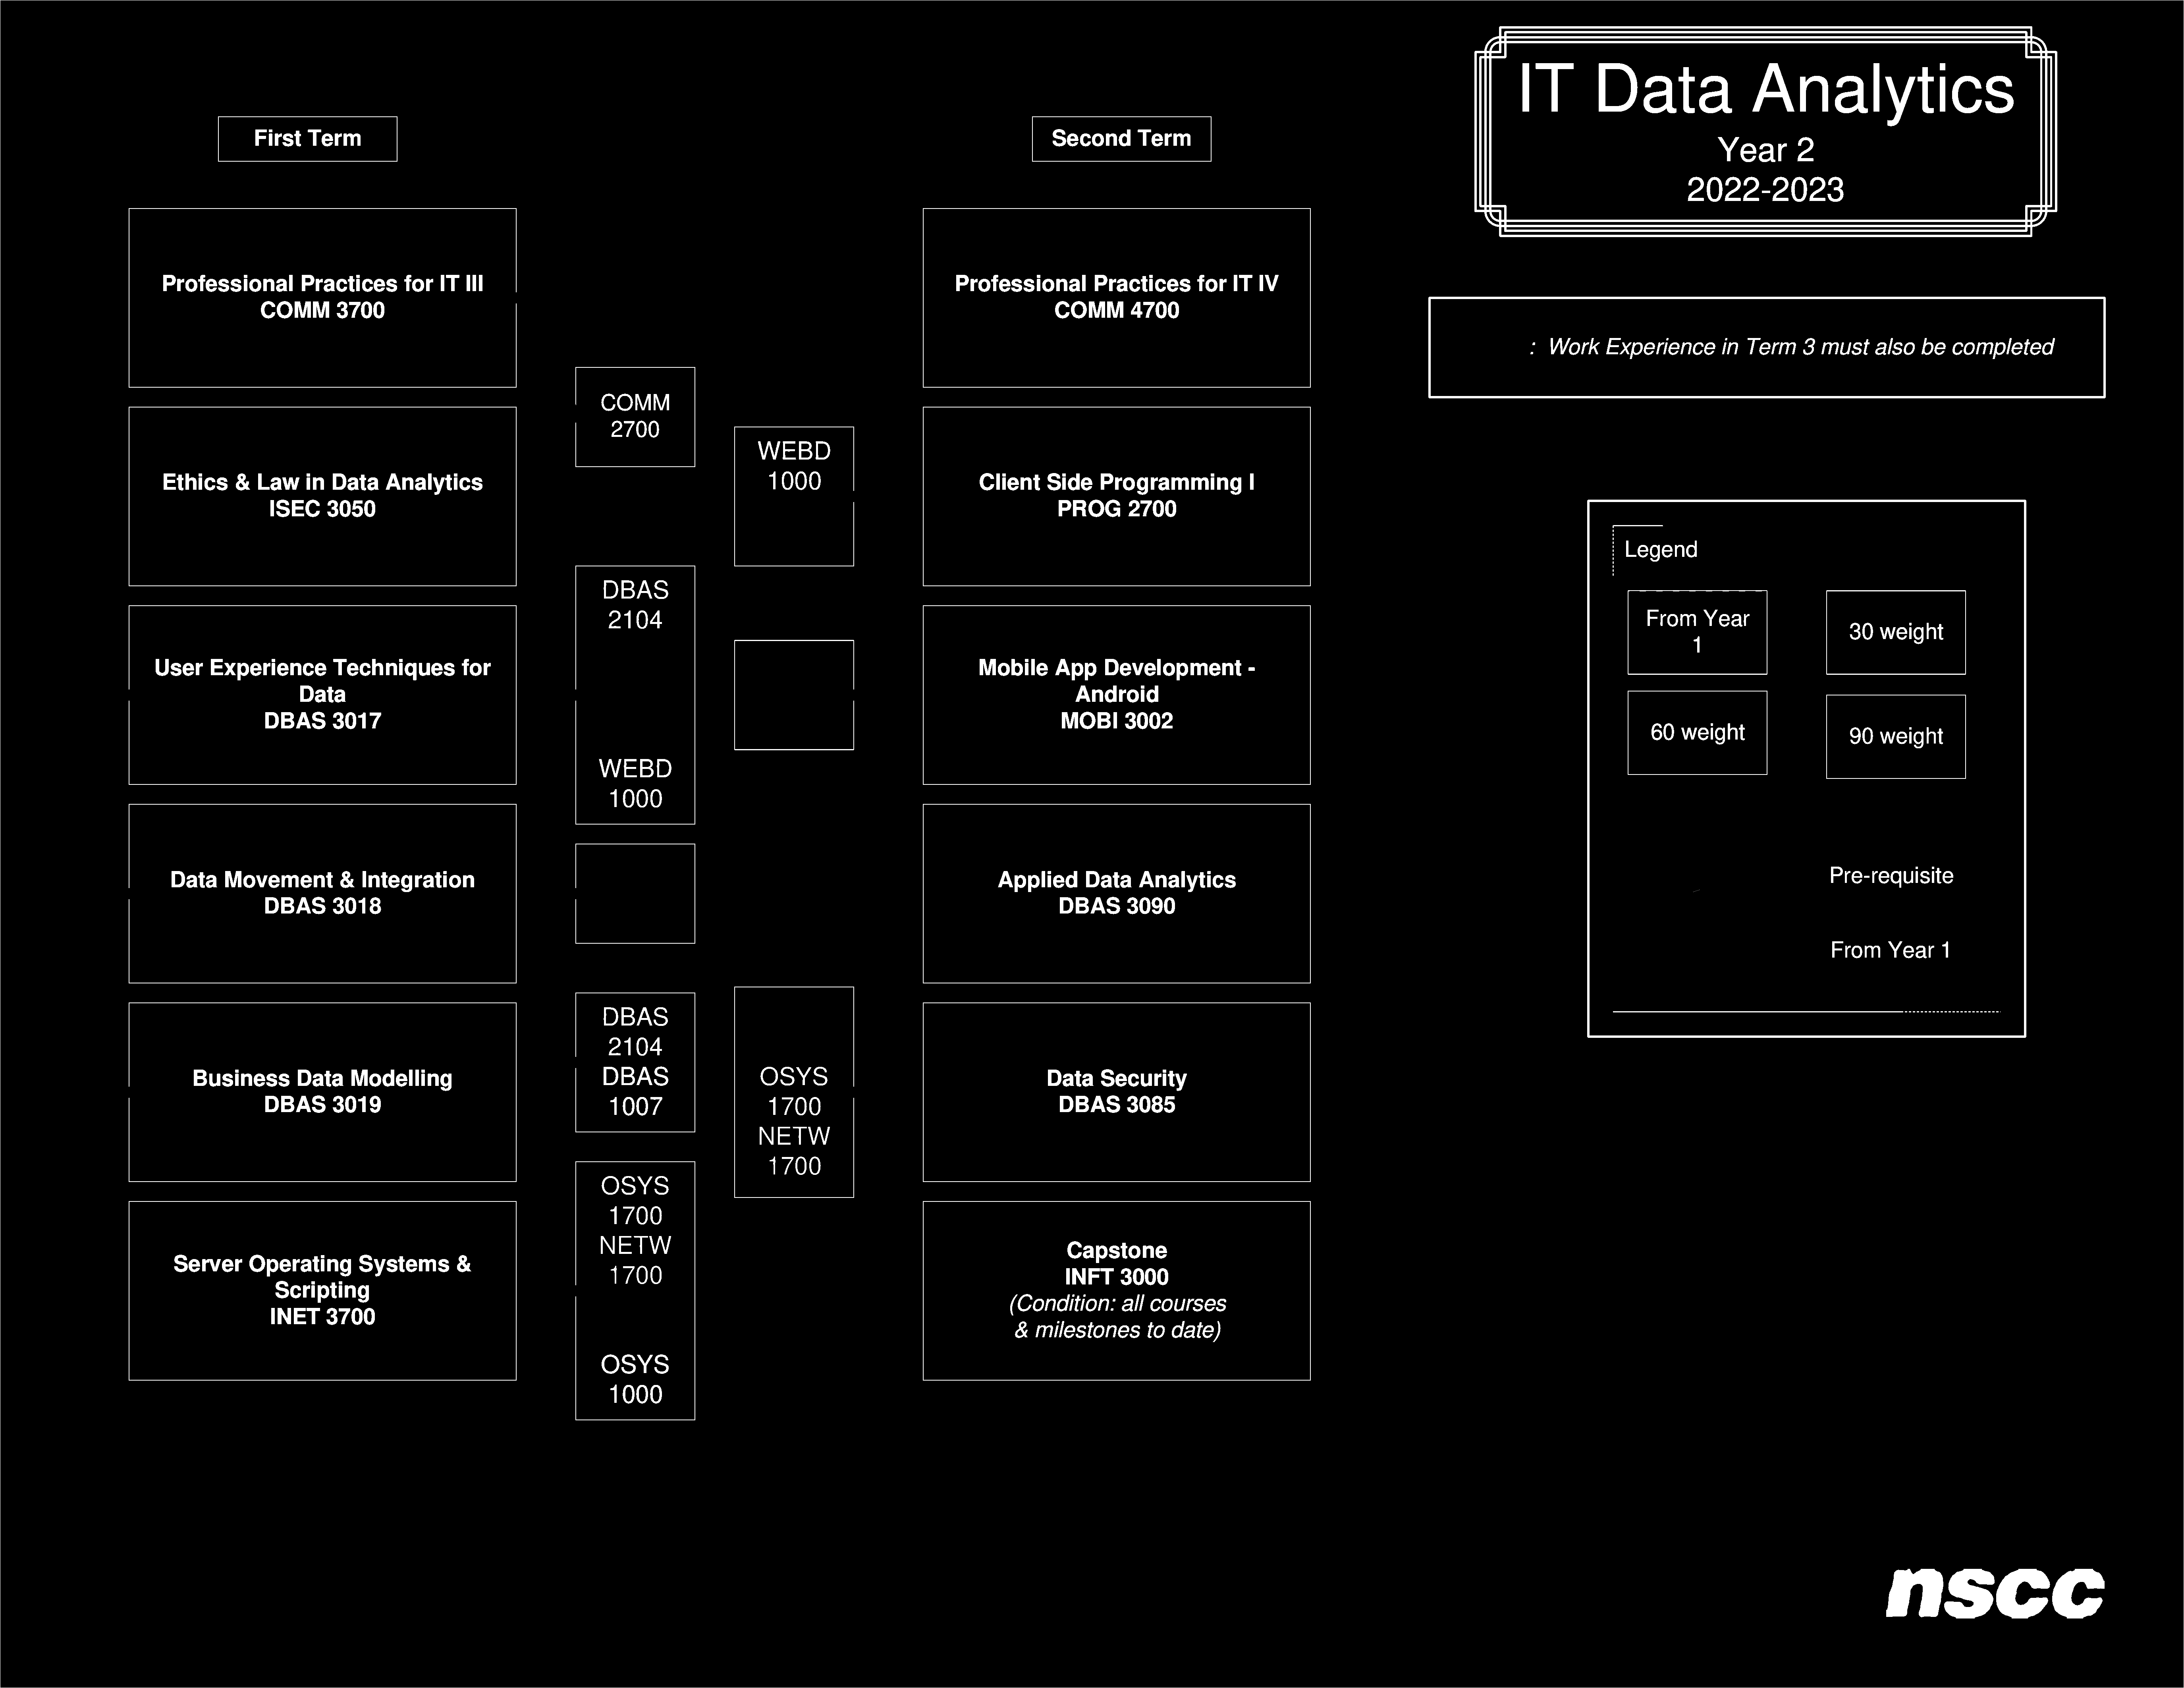 IT Data Analytics
Year 2
2022-2023
First Term
Second Term
Professional Practices for IT III
COMM 3700
Ethics & Law in Data Analytics
ISEC 3050
User Experience Techniques for
Data
DBAS 3017
Data Movement & Integration
DBAS 3018
Business Data Modelling
DBAS 3019
Server Operating Systems &
Scripting
INET 3700
COMM
2700
DBAS
2104
WEBD
1000
DBAS
2104
DBAS
1007
OSYS
1700
NETW
1700
OSYS
1000
WEBD
1000
OSYS
1700
NETW
1700
Professional Practices for IT IV
COMM 4700
Client Side Programming I
PROG 2700
Mobile App Development -
Android
MOBI 3002
Applied Data Analytics
DBAS 3090
Data Security
DBAS 3085
Capstone
INFT 3000
(Condition: all courses
& milestones to date)
: Work Experience in Term 3 must also be completed
Legend
From Year
1
30 weight
60 weight
90 weight
Pre-requisite
From Year 1
nscc